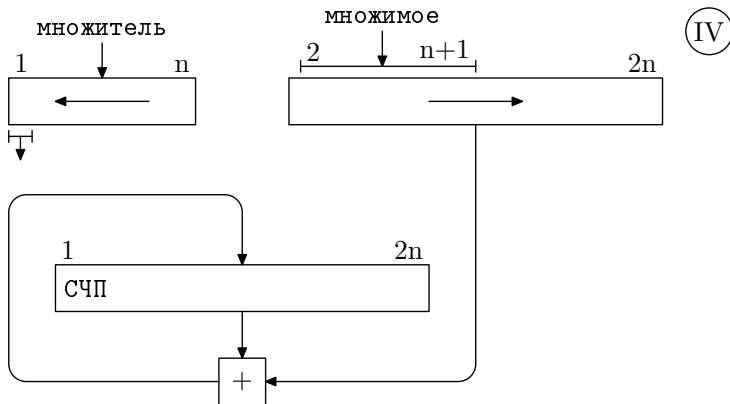 множитель
множимое
IV
1
n
2
n+1
2n
1
2n
СЧП
+